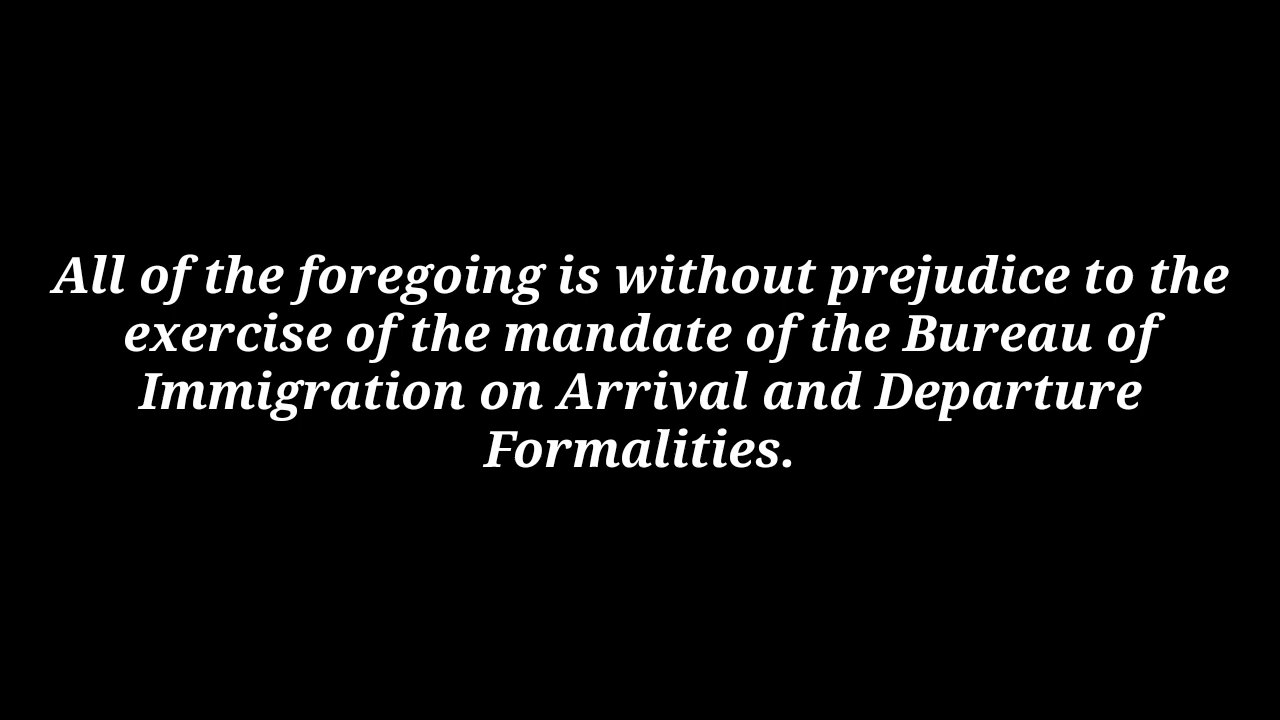 All of the foregoing is without prejudice to the
exercise of the mandate of the Bureau of
Immigration on Arrival and Departure
Formalities.